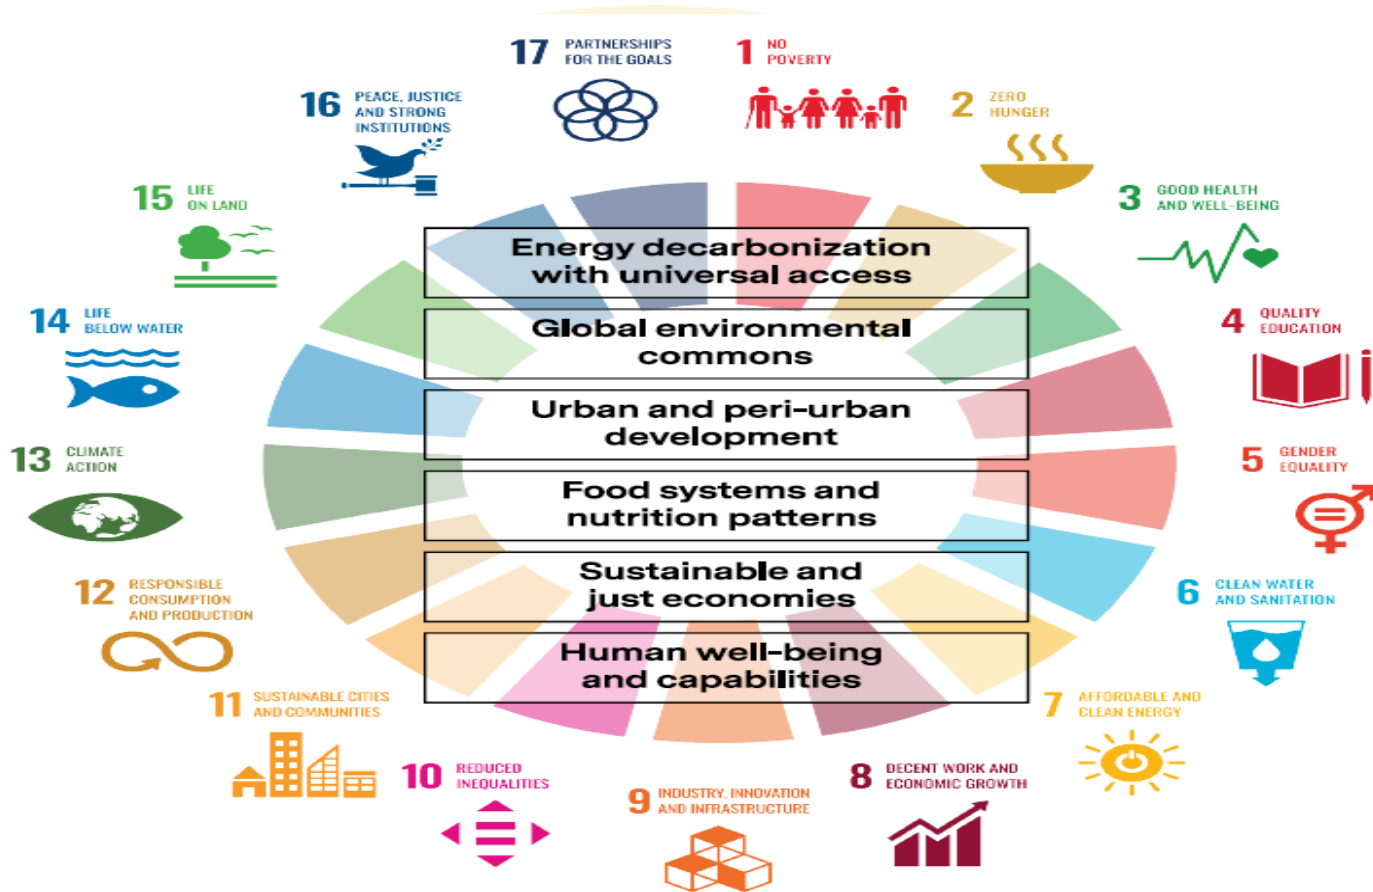 17 PARTNERSHIPS
FOR THE GOALS
1 NO
POVERTY
16 PEACE, JUSTICE
AND STRONG
INSTITUTIONS
2 ZERO
HUNGER
15 LIFE
ON LAND
3 GOOD HEALTH
AND WELL-BEING
14 LIFE
BELOW WATER
4 QUALITY
EDUCATION
13 CLIMATE
ACTION
5 GENDER
EQUALITY
12 RESPONSIBLE
CONSUMPTION
AND PRODUCTION
6 CLEAN WATER
AND SANITATION
11 SUSTAINABLE CITIES
AND COMMUNITIES
7 AFFORDABLE AND
CLEAN ENERGY
10 REDUCED
INEQUALITIES
8 DECENT WORK AND
ECONOMIC GROWTH
9 INDUSTRY, INNOVATION
AND INFRASTRUCTURE
Energy decarbonization
with universal access
Global environmental
commons
Urban and peri-urban
development
Food systems and
nutrition patterns
Sustainable and
just economies
Human well-being
and capabilities